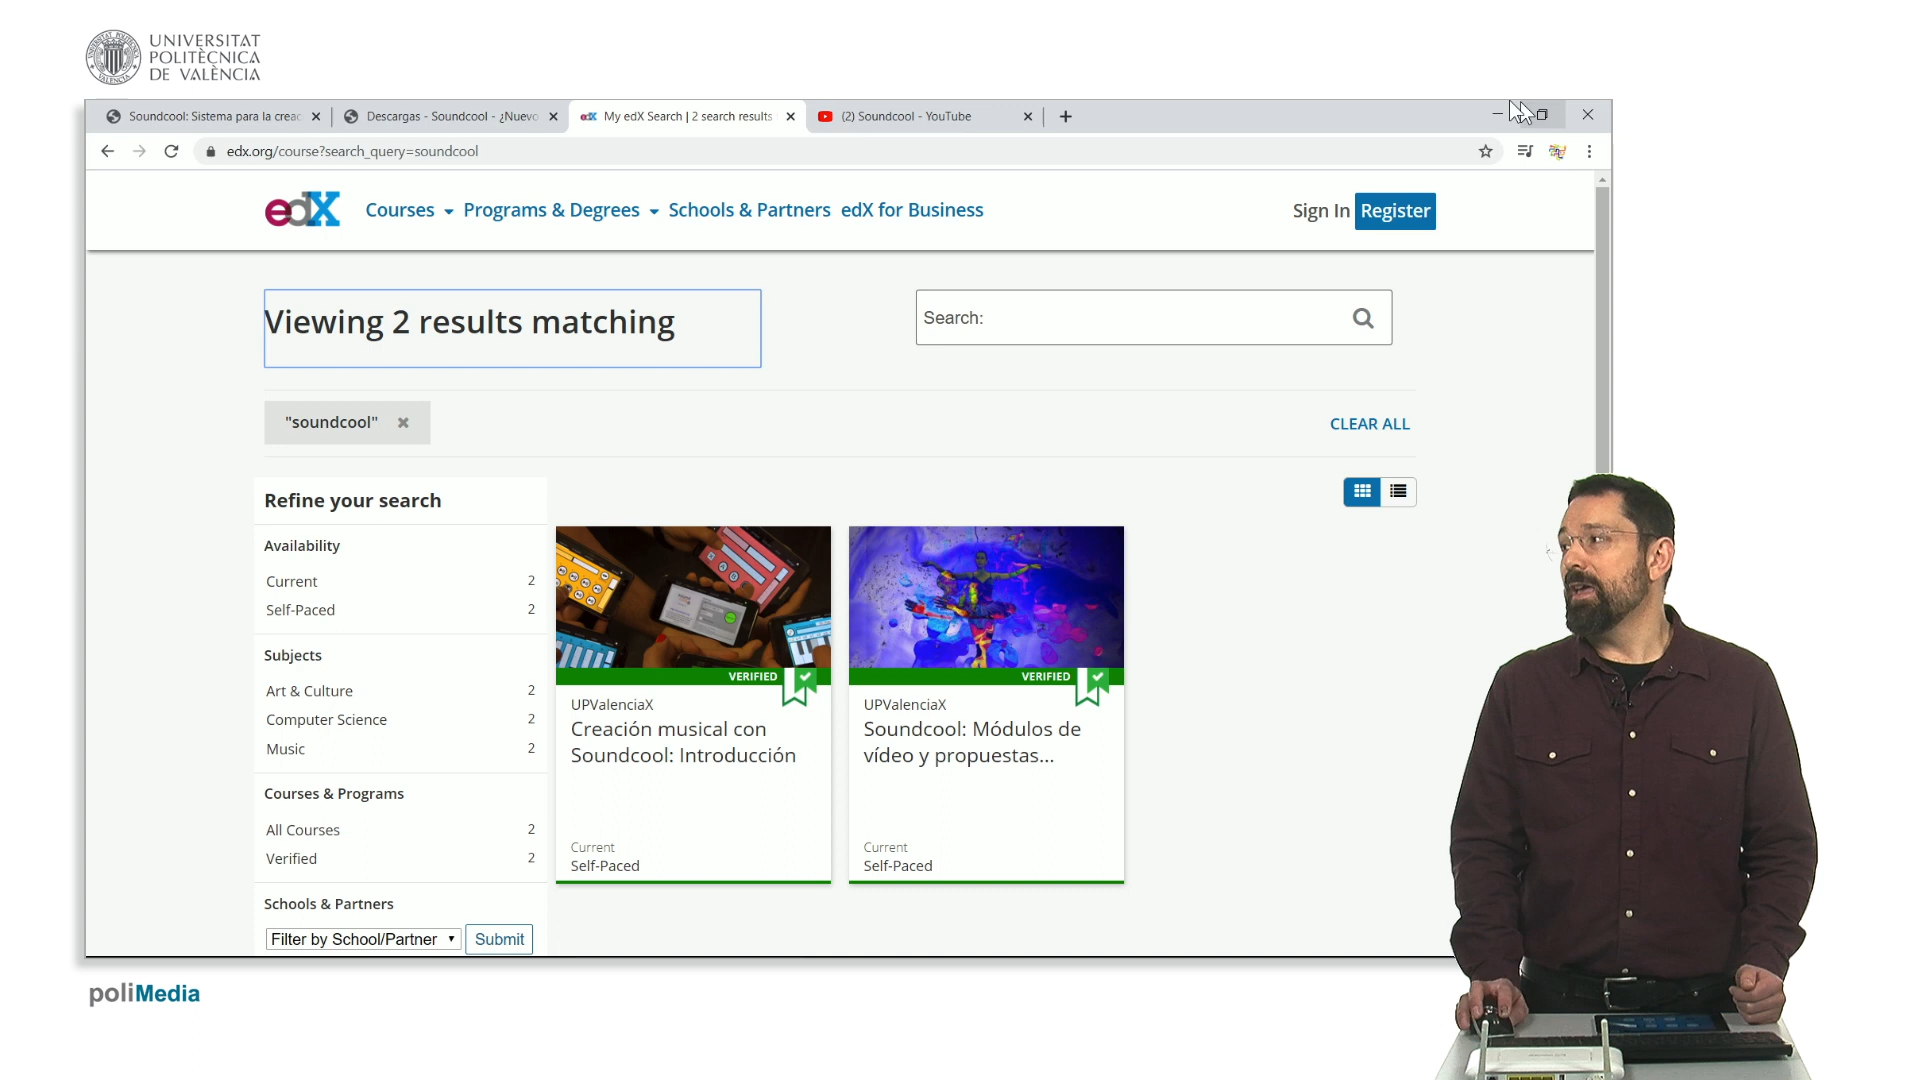 UNIVERSITAT
POLITÈCNICA
DE VALÈNCIA
Soundcool: Sistema para la creac
Descargas - Soundcool - ¿Nuevo
edX My edX Search | 2 search results
(2) Soundcool - YouTube
edx.org/course?search_query=soundcool
edX
Courses
Programs & Degrees
Schools & Partners
edX for Business
Sign In
Register
Viewing 2 results matching
Search:
"soundcool"
CLEAR ALL
Refine your search
Availability
Current 2
Self-Paced 2
Subjects
Art & Culture 2
Computer Science 2
Music 2
Courses & Programs
All Courses 2
Verified 2
Schools & Partners
Filter by School/Partner
Submit
VERIFIED
UPValenciaX
Creación musical con
Soundcool: Introducción
Current
Self-Paced
VERIFIED
UPValenciaX
Soundcool: Módulos de
vídeo y propuestas...
Current
Self-Paced
poliMedia